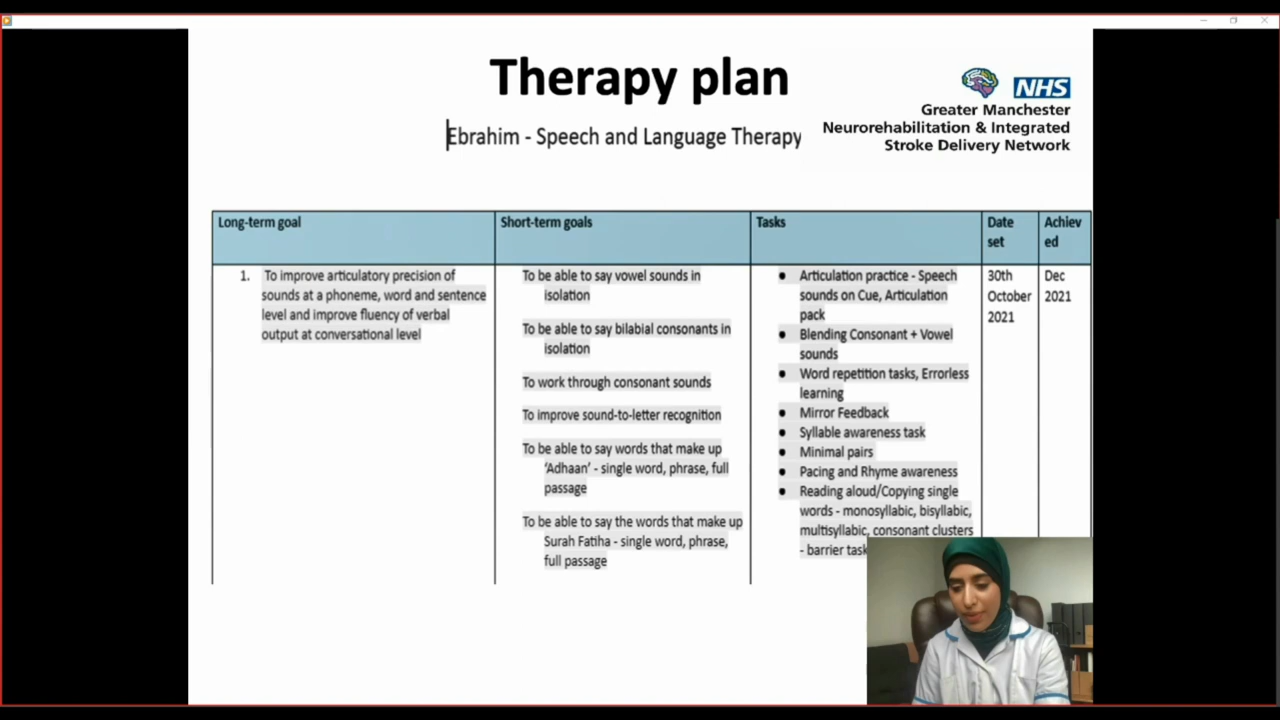 Therapy plan
Ebrahim - Speech and Language Therapy
NHS
Greater Manchester
Neurorehabilitation & Integrated
Stroke Delivery Network
Long-term goal
Short-term goals
Tasks
Date
set
Achiev
ed
1. To improve articulatory precision of
sounds at a phoneme, word and sentence
level and improve fluency of verbal
output at conversational level
To be able to say vowel sounds in
isolation
To be able to say bilabial consonants in
isolation
To work through consonant sounds
To improve sound-to-letter recognition
To be able to say words that make up
'Adhaan' - single word, phrase, full
passage
To be able to say the words that make up
Surah Fatiha - single word, phrase,
full passage
● Articulation practice - Speech
sounds on Cue, Articulation
pack
● Blending Consonant + Vowel
sounds
● Word repetition tasks, Errorless
learning
● Mirror Feedback
● Syllable awareness task
● Minimal pairs
● Pacing and Rhyme awareness
● Reading aloud/Copying single
words - monosyllabic, bisyllabic,
multisyllabic, consonant clusters
- barrier task
30th
October
2021
Dec
2021